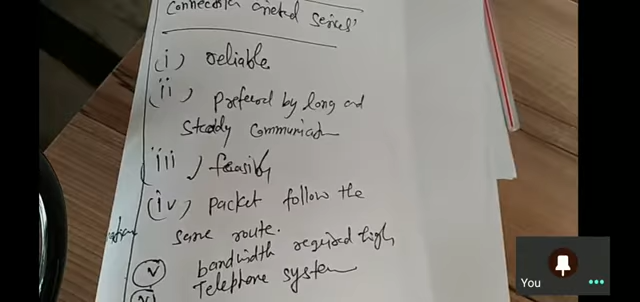 Connection oriented services'
(i) reliable
(ii) Preferred by long and
steady communication
(iii) feasibly
(iv) packet follow the
same route.
(v) bandwidth required high
Telephone system
You